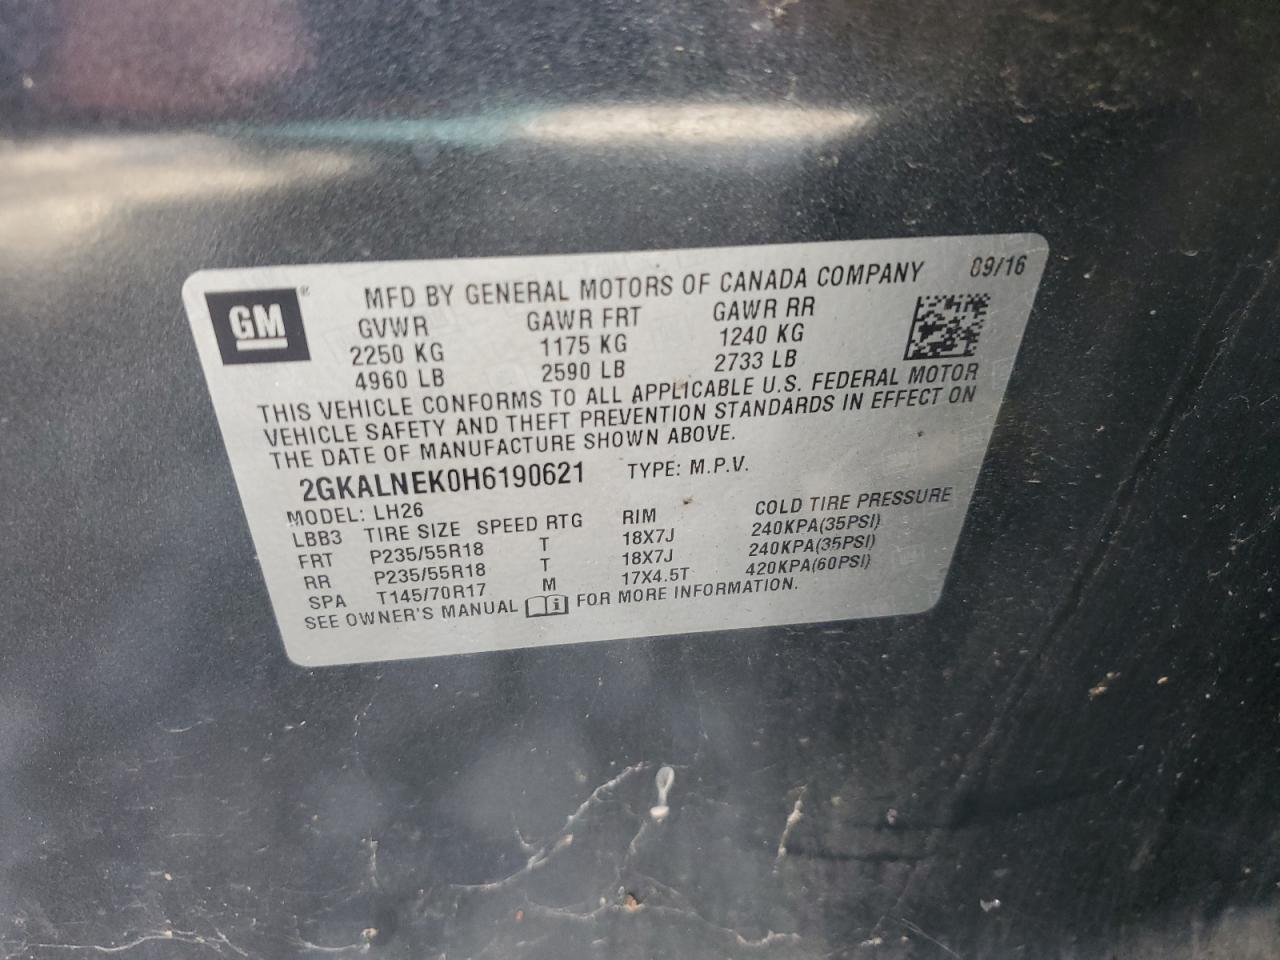 GM ®
MFD BY GENERAL MOTORS OF CANADA COMPANY 09/16
GVWR GAWR FRT GAWR RR
2250 KG 1175 KG 1240 KG
4960 LB 2590 LB 2733 LB
THIS VEHICLE CONFORMS TO ALL APPLICABLE U.S. FEDERAL MOTOR
VEHICLE SAFETY AND THEFT PREVENTION STANDARDS IN EFFECT ON
THE DATE OF MANUFACTURE SHOWN ABOVE.
2GKALNEK0H6190621 TYPE: M.P.V.
MODEL: LH26
LBB3 TIRE SIZE SPEED RTG RIM COLD TIRE PRESSURE
FRT P235/55R18 T 18X7J 240KPA(35PSI)
RR P235/55R18 T 18X7J 240KPA(35PSI)
SPA T145/70R17 M 17X4.5T 420KPA(60PSI)
SEE OWNER'S MANUAL i FOR MORE INFORMATION.